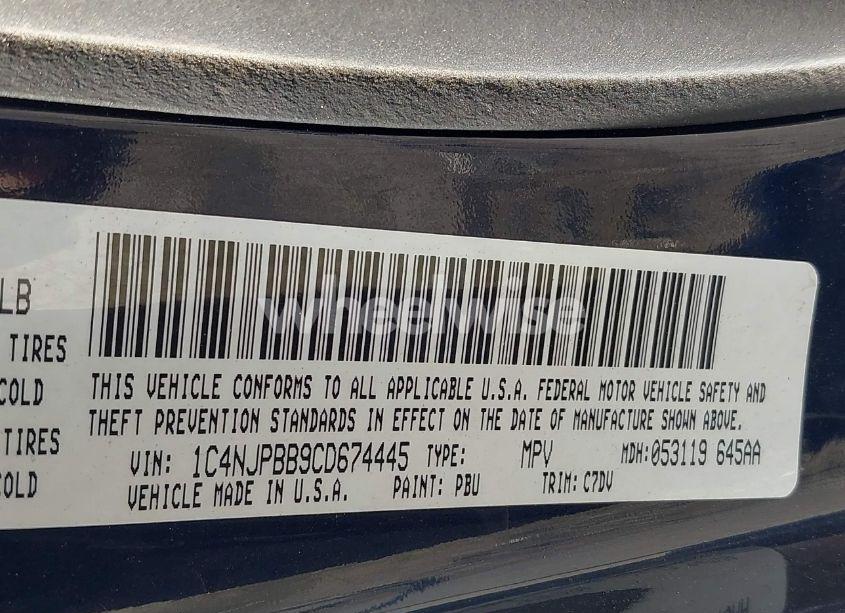 LB
TIRES
COLD
TIRES
COLD
wheelwise
THIS VEHICLE CONFORMS TO ALL APPLICABLE U.S.A. FEDERAL MOTOR VEHICLE SAFETY AND
THEFT PREVENTION STANDARDS IN EFFECT ON THE DATE OF MANUFACTURE SHOWN ABOVE.
VIN: 1C4NJPBB9CD674445 TYPE: MPV MDH: 053119 645AA
VEHICLE MADE IN U.S.A. PAINT: PBU TRIM: C7DV